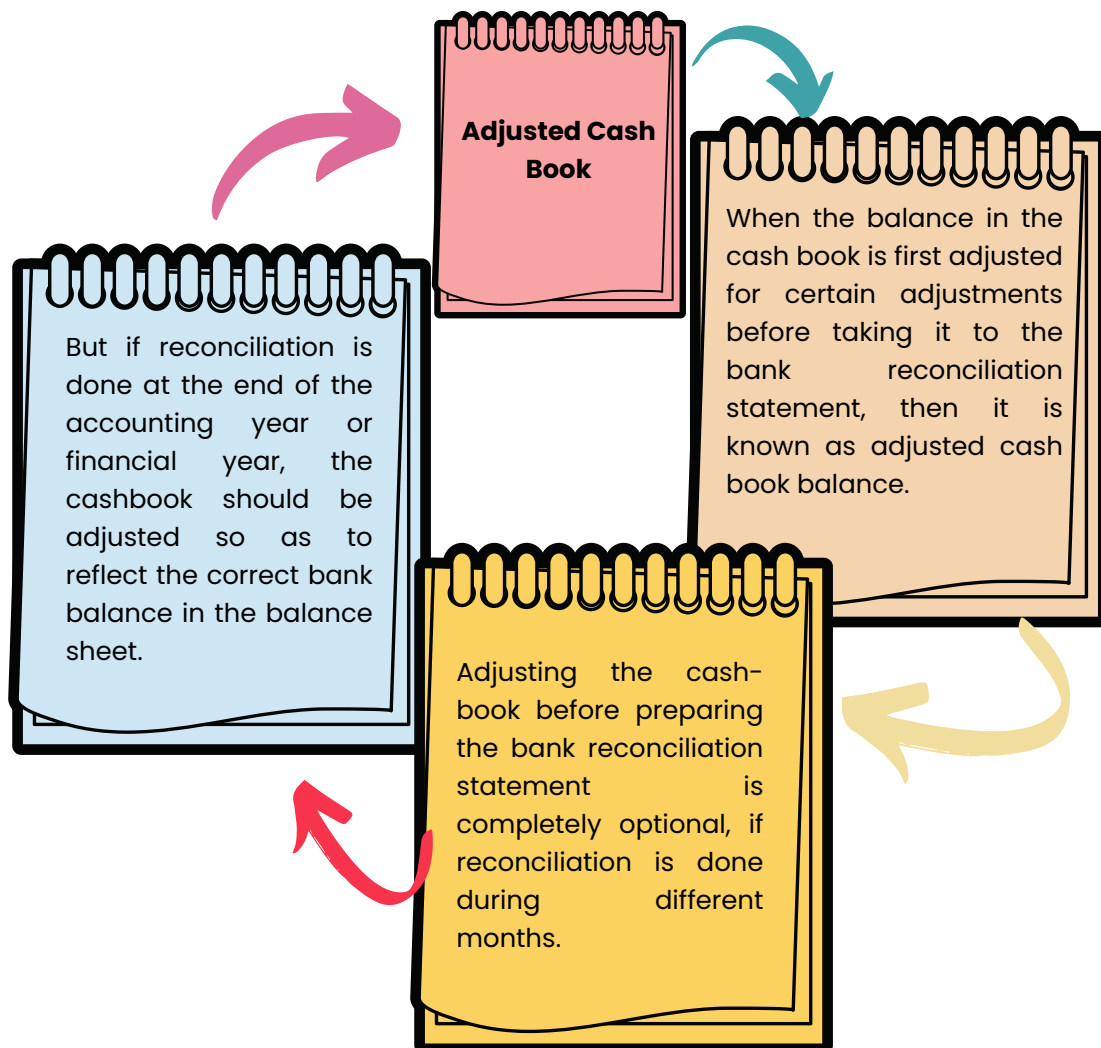 Adjusted Cash
Book
When the balance in the
cash book is first adjusted
for certain adjustments
before taking it to the
bank reconciliation
statement, then it is
known as adjusted cash
book balance.
Adjusting the cash-
book before preparing
the bank reconciliation
statement is
completely optional, if
reconciliation is done
during different
months.
But if reconciliation is
done at the end of the
accounting year or
financial year, the
cashbook should be
adjusted so as to
reflect the correct bank
balance in the balance
sheet.